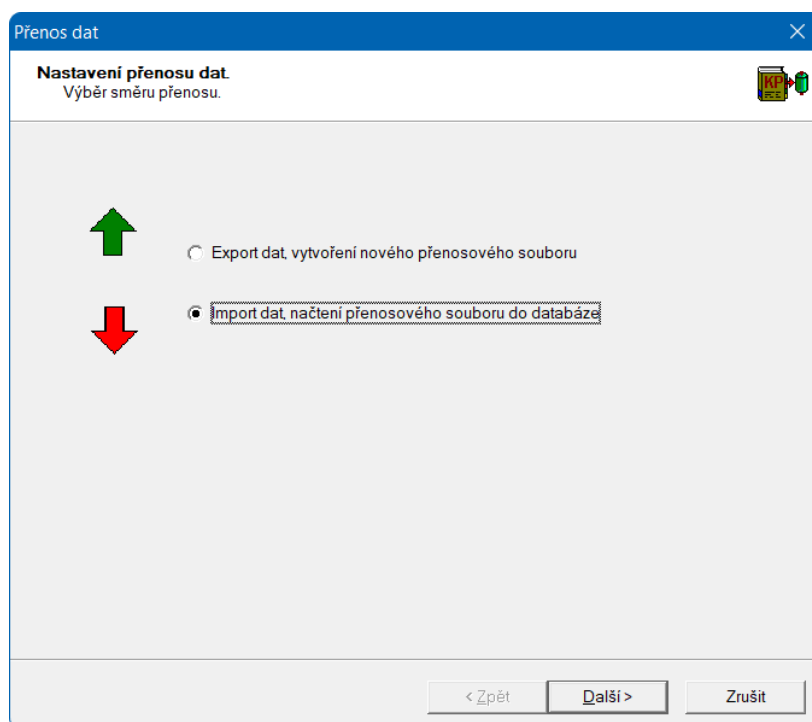 Přenos dat
Nastavení přenosu dat.
Výběr směru přenosu.
KP
Export dat, vytvoření nového přenosového souboru
Import dat, načtení přenosového souboru do databáze
< Zpět
Další >
Zrušit